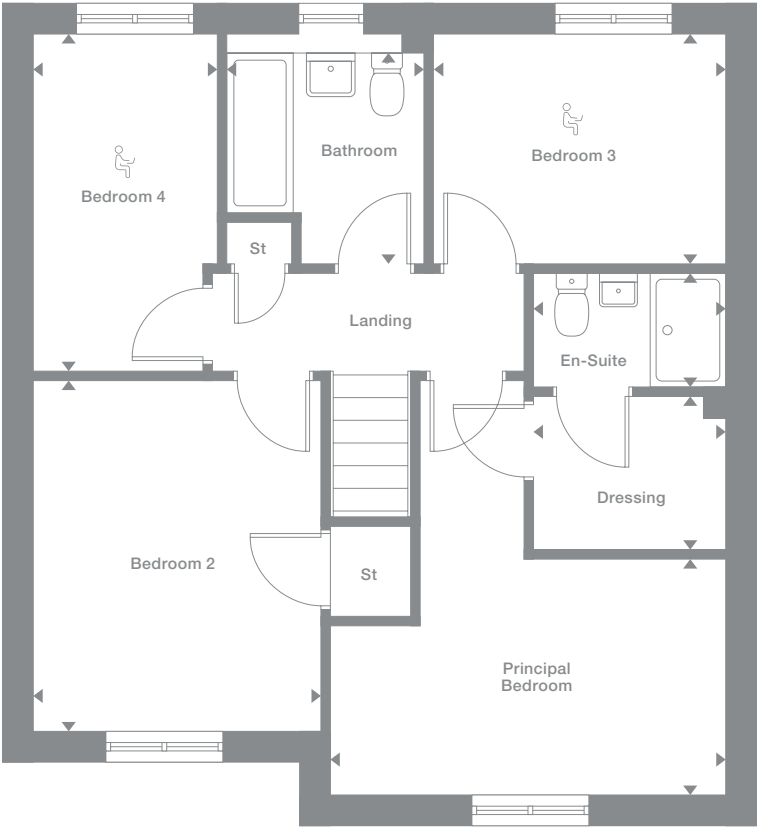 Bathroom
Bedroom 3
Bedroom 4
St
Landing
En-Suite
Dressing
Bedroom 2
St
Principal
Bedroom